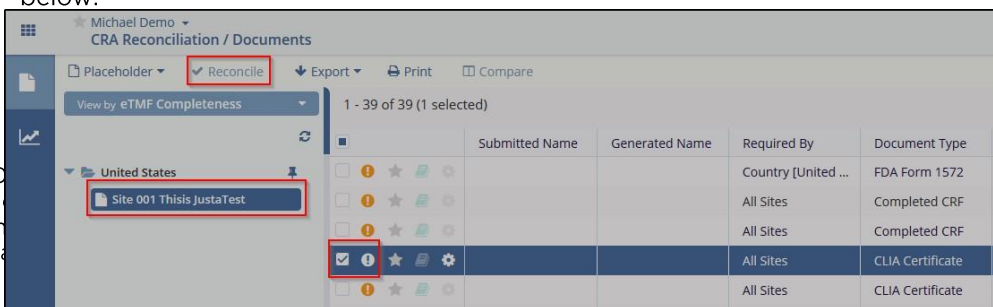 below:
Michael Demo
CRA Reconciliation / Documents
Placeholder Reconcile Export Print Compare
View by eTMF Completeness
1 - 39 of 39 (1 selected)
Submitted Name Generated Name Required By Document Type
United States
Country [United ... FDA Form 1572
Site 001 Thisis JustaTest
All Sites Completed CRF
All Sites Completed CRF
All Sites CLIA Certificate
All Sites CLIA Certificate